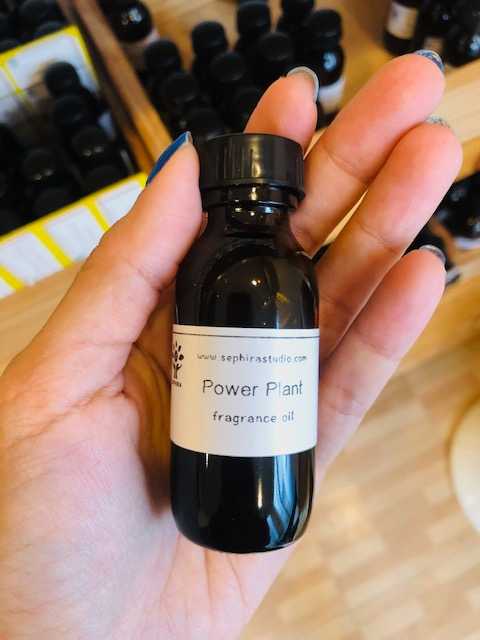 www.sephirastudio.com
Power Plant
fragrance oil